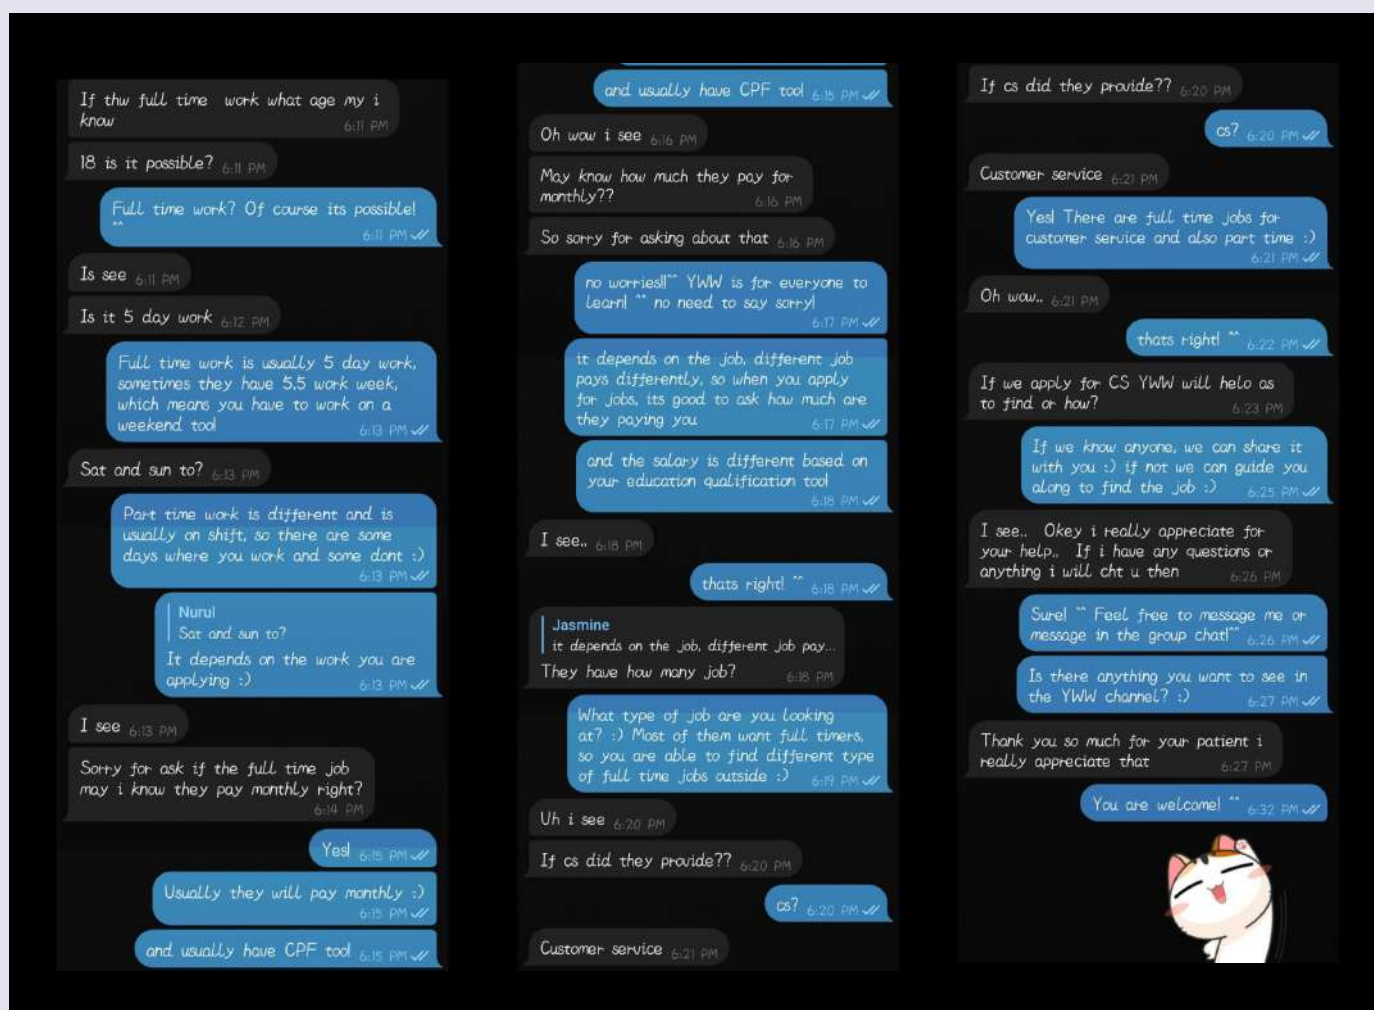 If thw full time work what age my i
know
6:11 PM
18 is it possible? 6:11 PM
Full time work? Of course its possible!
^^
6:11 PM
Is see 6:11 PM
Is it 5 day work 6:12 PM
Full time work is usually 5 day work,
sometimes they have 5.5 work week,
which means you have to work on a
weekend too!
6:13 PM
Sat and sun to? 6:13 PM
Part time work is different and is
usually on shift, so there are some
days where you work and some dont :)
6:13 PM
Nurul
Sat and sun to?
It depends on the work you are
applying :)
6:13 PM
I see 6:13 PM
Sorry for ask if the full time job
may i know they pay monthly right?
6:14 PM
Yes! 6:15 PM
Usually they will pay monthly :)
6:15 PM
and usually have CPF too! 6:15 PM
and usually have CPF too! 6:15 PM
Oh wow i see 6:16 PM
May know how much they pay for
monthly??
6:16 PM
So sorry for asking about that 6:16 PM
no worries!!^^ YWW is for everyone to
learn! ^^ no need to say sorry!
6:17 PM
it depends on the job, different job
pays differently, so when you apply
for jobs, its good to ask how much are
they paying you
6:17 PM
and the salary is different based on
your education qualification too!
6:18 PM
I see.. 6:18 PM
thats right! ^^ 6:18 PM
Jasmine
it depends on the job, different job pay...
They have how many job?
6:18 PM
What type of job are you looking
at? :) Most of them want full timers,
so you are able to find different type
of full time jobs outside :)
6:19 PM
Uh i see 6:20 PM
If cs did they provide?? 6:20 PM
cs? 6:20 PM
Customer service 6:21 PM
If cs did they provide?? 6:20 PM
cs? 6:20 PM
Customer service 6:21 PM
Yes! There are full time jobs for
customer service and also part time :)
6:21 PM
Oh wow.. 6:21 PM
thats right! ^^ 6:22 PM
If we apply for CS YWW will helo as
to find or how?
6:23 PM
If we know anyone, we can share it
with you :) if not we can guide you
along to find the job :)
6:25 PM
I see.. Okey i really appreciate for
your help.. If i have any questions or
anything i will cht u then
6:26 PM
Sure! ^^ Feel free to message me or
message in the group chat!^^
6:26 PM
Is there anything you want to see in
the YWW channel? :)
6:27 PM
Thank you so much for your patient i
really appreciate that
6:27 PM
You are welcome! ^^ 6:32 PM